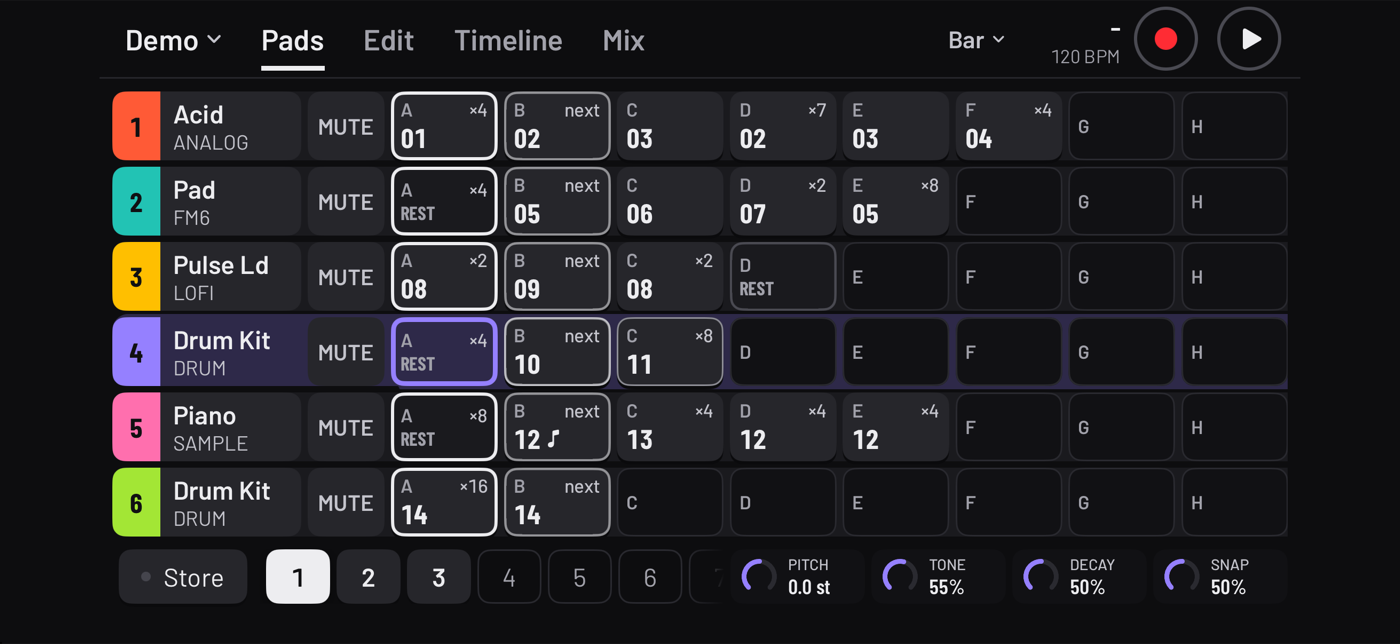 Demo Pads Edit Timeline Mix Bar - 120 BPM
1 Acid ANALOG MUTE A ×4 01 B next 02 C 03 D ×7 02 E 03 F ×4 04 G H
2 Pad FM6 MUTE A ×4 REST B next 05 C 06 D ×2 07 E ×8 05 F G H
3 Pulse Ld LOFI MUTE A ×2 08 B next 09 C ×2 08 D REST E F G H
4 Drum Kit DRUM MUTE A ×4 REST B next 10 C ×8 11 D E F G H
5 Piano SAMPLE MUTE A ×8 REST B next 12 ♪ C ×4 13 D ×4 12 E ×4 12 F G H
6 Drum Kit DRUM MUTE A ×16 14 B next 14 C D E F G H
Store 1 2 3 4 5 6 7 PITCH 0.0 st TONE 55% DECAY 50% SNAP 50%